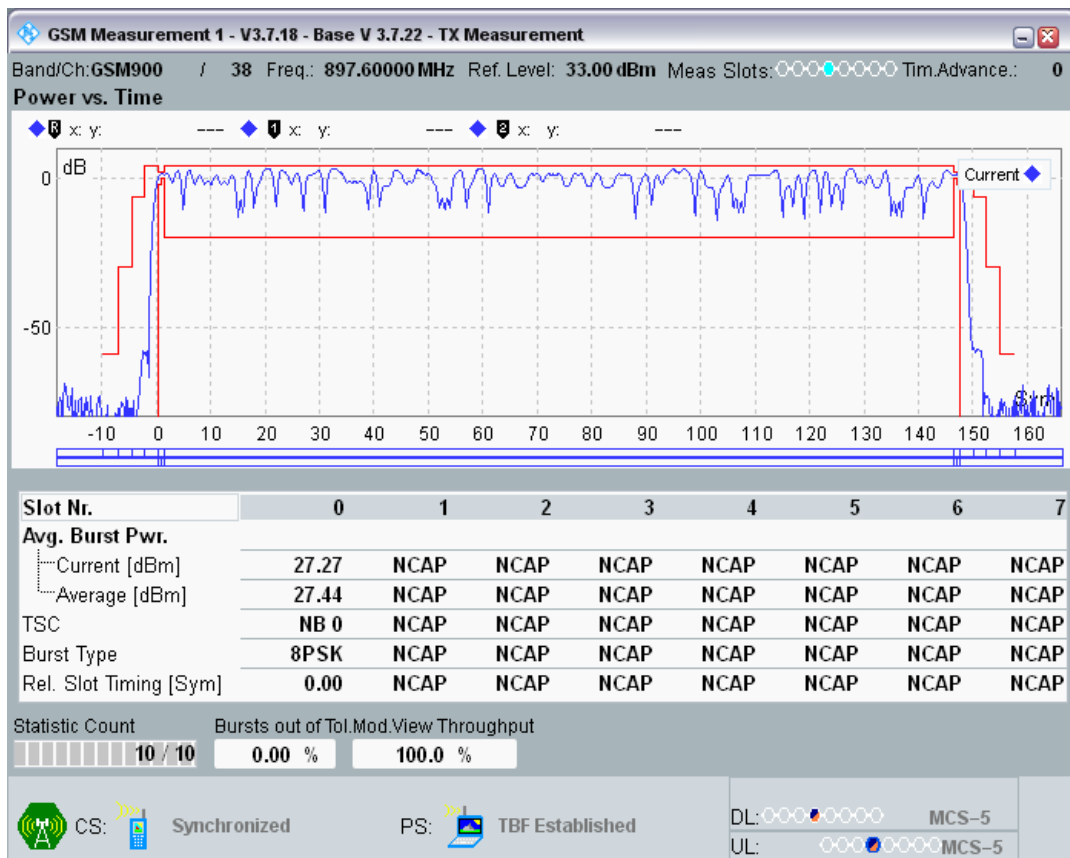 GSM Measurement 1 - V3.7.18 - Base V 3.7.22 - TX Measurement
Band/Ch:GSM900 / 38 Freq.: 897.60000 MHz Ref. Level: 33.00 dBm Meas Slots: Tim.Advance.: 0
Power vs. Time
R x: y: --- 1 x: y: --- 2 x: y: ---
dB
Current
0
-50
Sym
-10 0 10 20 30 40 50 60 70 80 90 100 110 120 130 140 150 160
Slot Nr. 0 1 2 3 4 5 6 7
Avg. Burst Pwr.
Current [dBm] 27.27 NCAP NCAP NCAP NCAP NCAP NCAP NCAP
Average [dBm] 27.44 NCAP NCAP NCAP NCAP NCAP NCAP NCAP
TSC NB 0 NCAP NCAP NCAP NCAP NCAP NCAP NCAP
Burst Type 8PSK NCAP NCAP NCAP NCAP NCAP NCAP NCAP
Rel. Slot Timing [Sym] 0.00 NCAP NCAP NCAP NCAP NCAP NCAP NCAP
Statistic Count Bursts out of Tol.Mod.View Throughput
10 / 10 0.00 % 100.0 %
CS: Synchronized PS: TBF Established
DL: MCS-5
UL: MCS-5